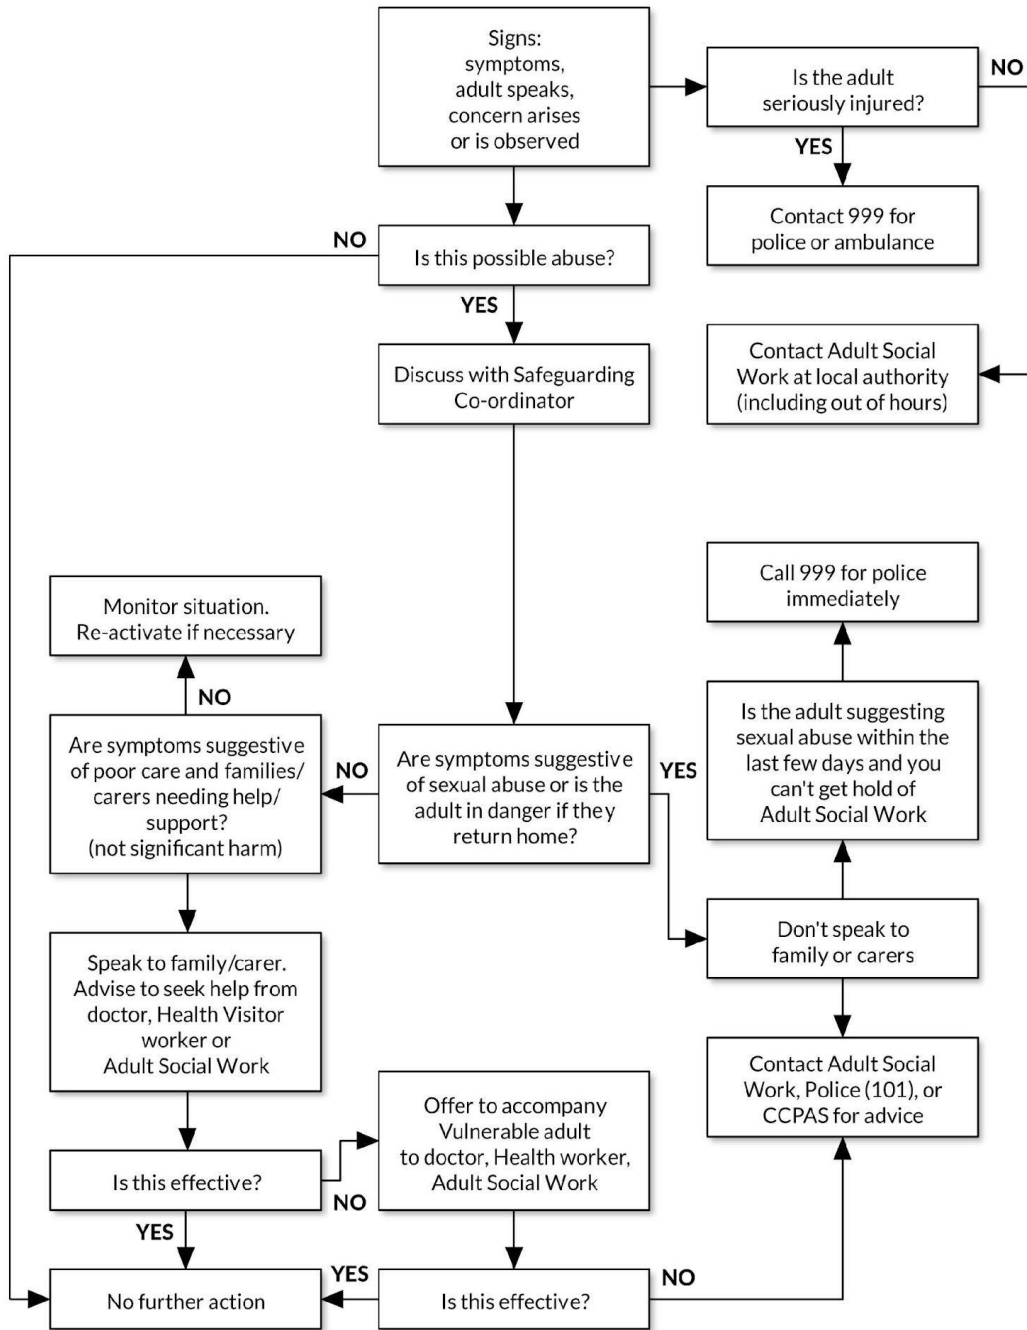 Signs:
symptoms,
adult speaks,
concern arises
or is observed
Is the adult
seriously injured?
NO
YES
Contact 999 for
police or ambulance
NO
Is this possible abuse?
YES
Discuss with Safeguarding
Co-ordinator
Contact Adult Social
Work at local authority
(including out of hours)
Call 999 for police
immediately
Monitor situation.
Re-activate if necessary
NO
Are symptoms suggestive
of poor care and families/
carers needing help/
support?
(not significant harm)
NO
Are symptoms suggestive
of sexual abuse or is the
adult in danger if they
return home?
YES
Is the adult suggesting
sexual abuse within the
last few days and you
can't get hold of
Adult Social Work
Don't speak to
family or carers
Speak to family/carer.
Advise to seek help from
doctor, Health Visitor
worker or
Adult Social Work
Contact Adult Social
Work, Police (101), or
CCPAS for advice
Offer to accompany
Vulnerable adult
to doctor, Health worker,
Adult Social Work
Is this effective?
NO
YES
No further action
YES
Is this effective?
NO